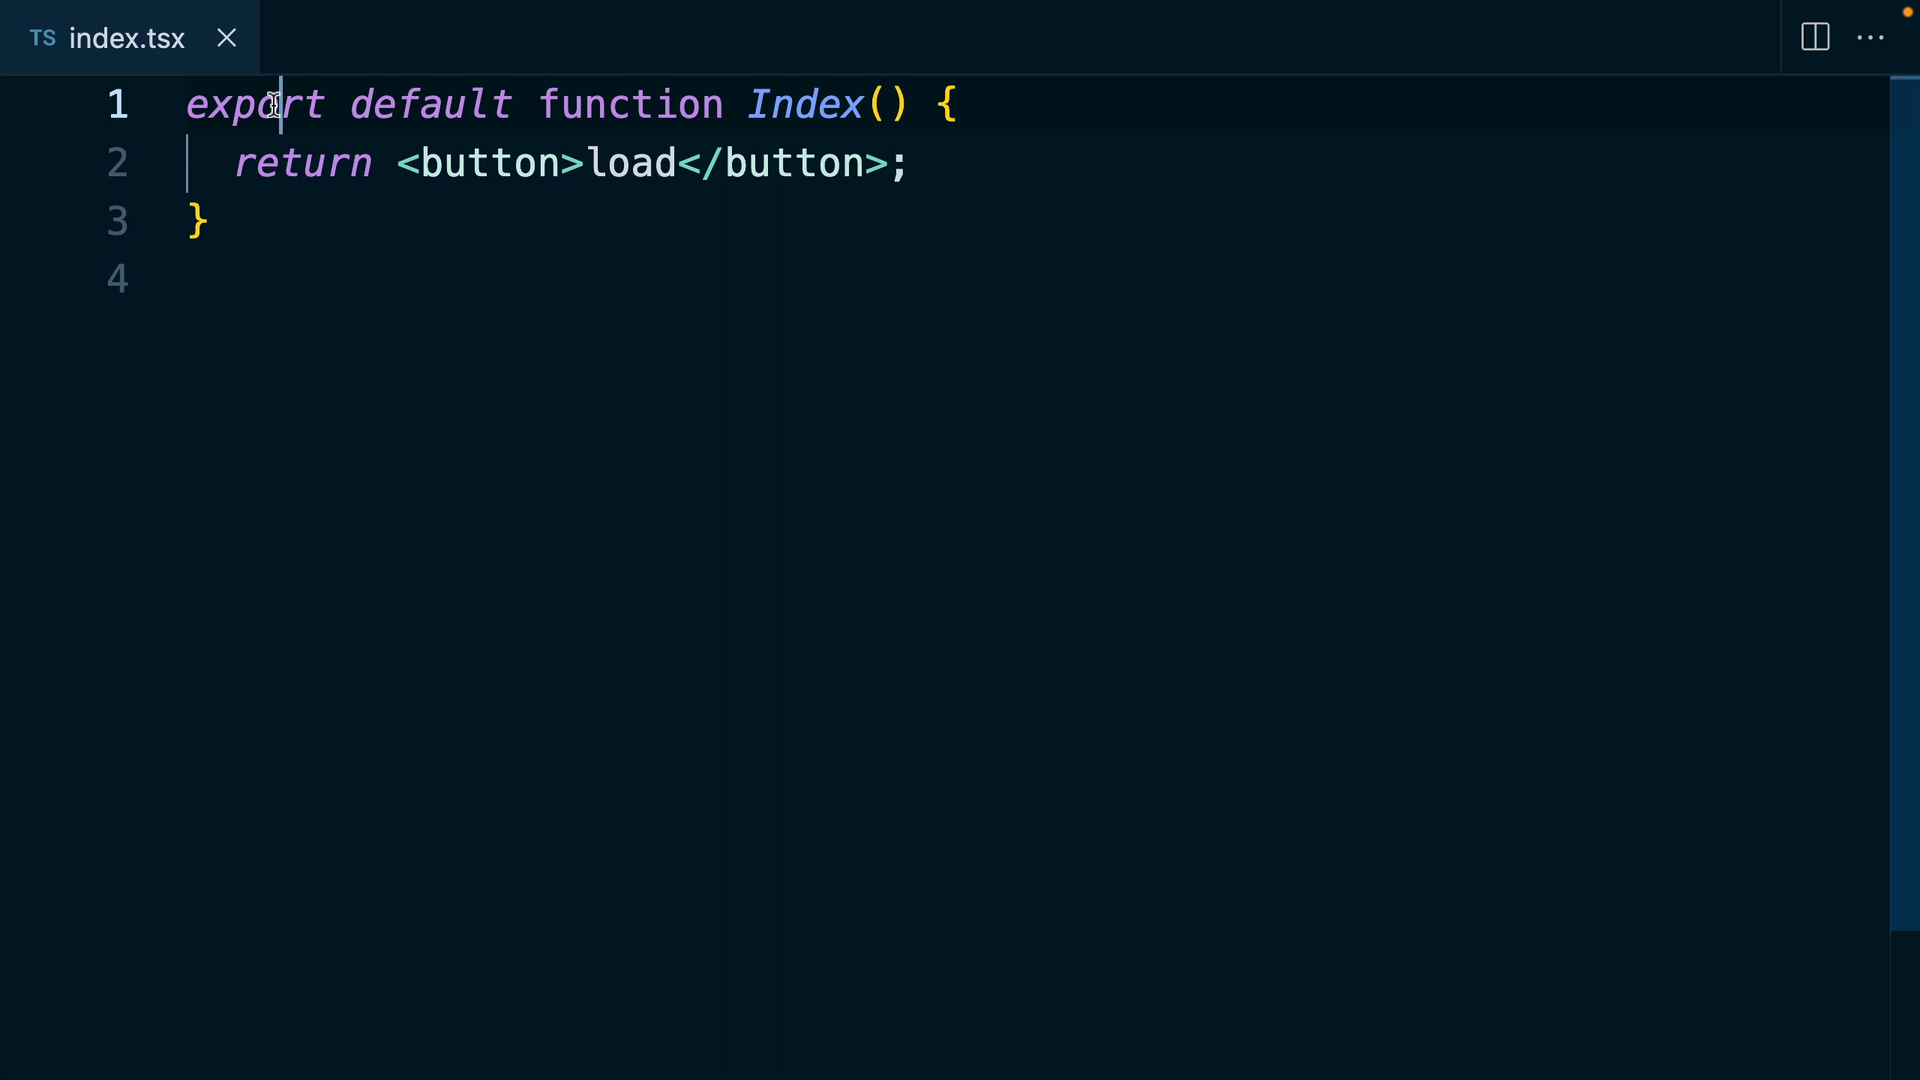 TS index.tsx
1 export default function Index() {
2 return <button>load</button>;
3 }
4